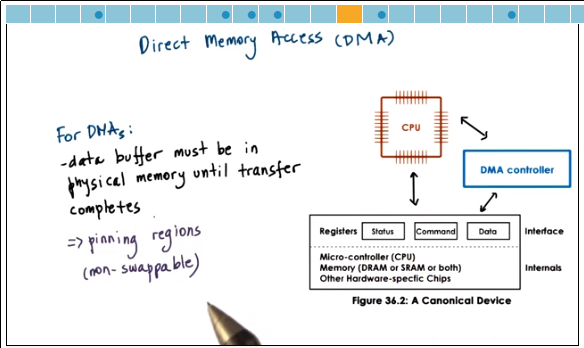 Direct Memory Access (DMA)
For DMAs:
- data buffer must be in
physical memory until transfer
completes
=> pinning regions
(non-swappable)
CPU
DMA controller
Registers Status Command Data Interface
Micro-controller (CPU)
Memory (DRAM or SRAM or both) Internals
Other Hardware-specific Chips
Figure 36.2: A Canonical Device